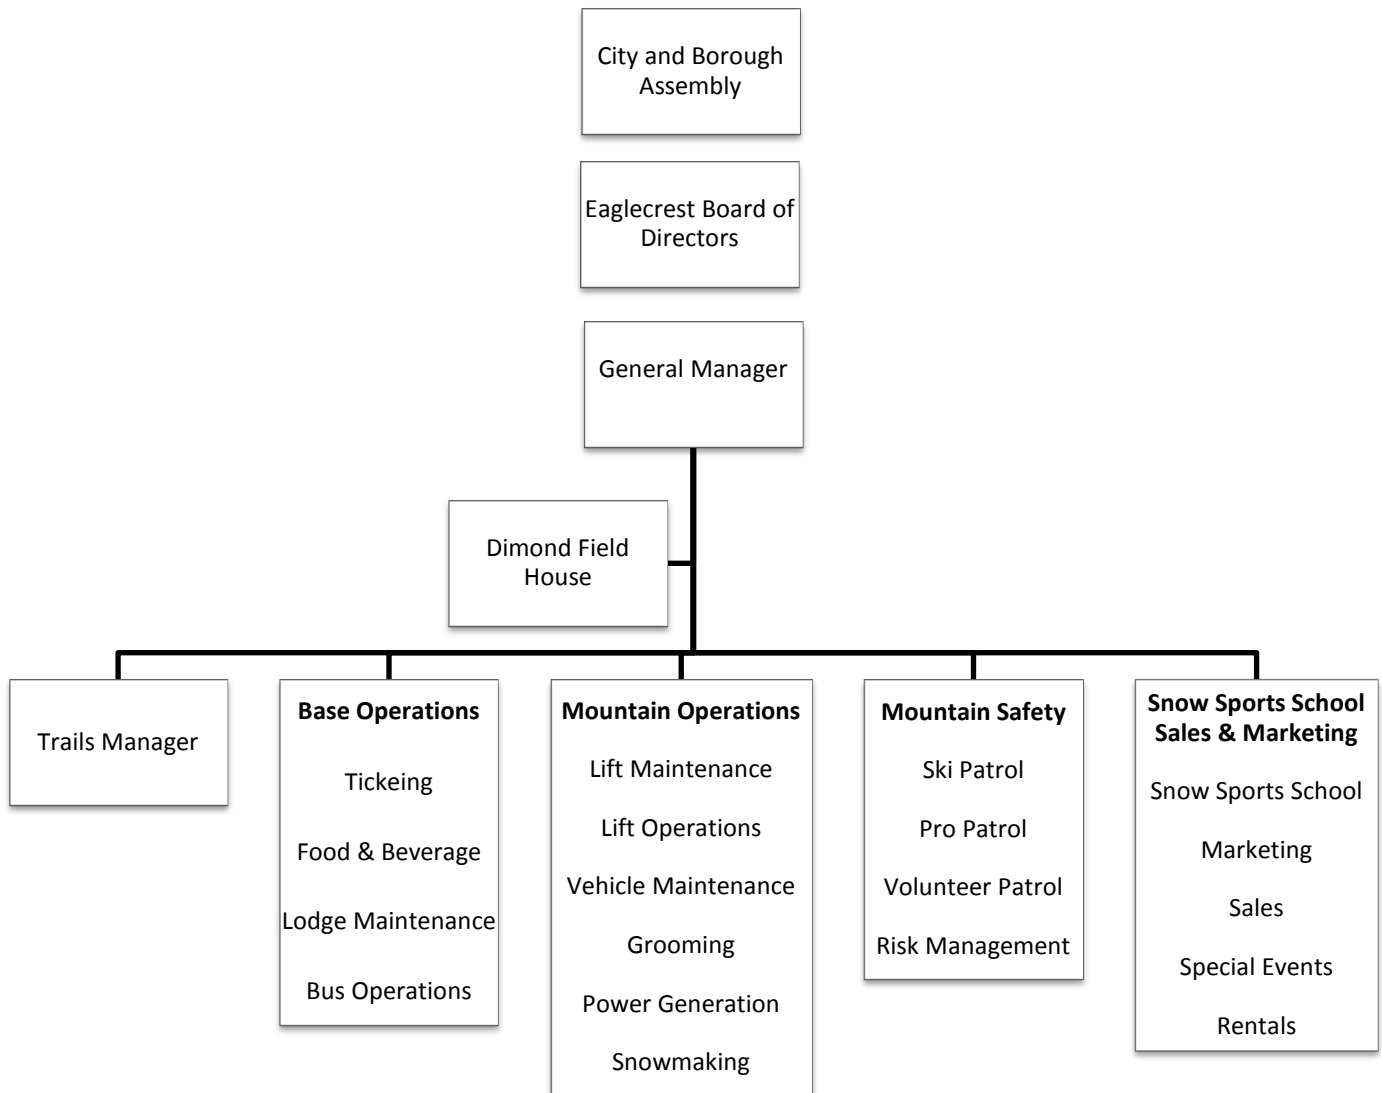 City and Borough
Assembly
Eaglecrest Board of
Directors
General Manager
Dimond Field
House
Trails Manager
Base Operations
Tickeing
Food & Beverage
Lodge Maintenance
Bus Operations
Mountain Operations
Lift Maintenance
Lift Operations
Vehicle Maintenance
Grooming
Power Generation
Snowmaking
Mountain Safety
Ski Patrol
Pro Patrol
Volunteer Patrol
Risk Management
Snow Sports School
Sales & Marketing
Snow Sports School
Marketing
Sales
Special Events
Rentals